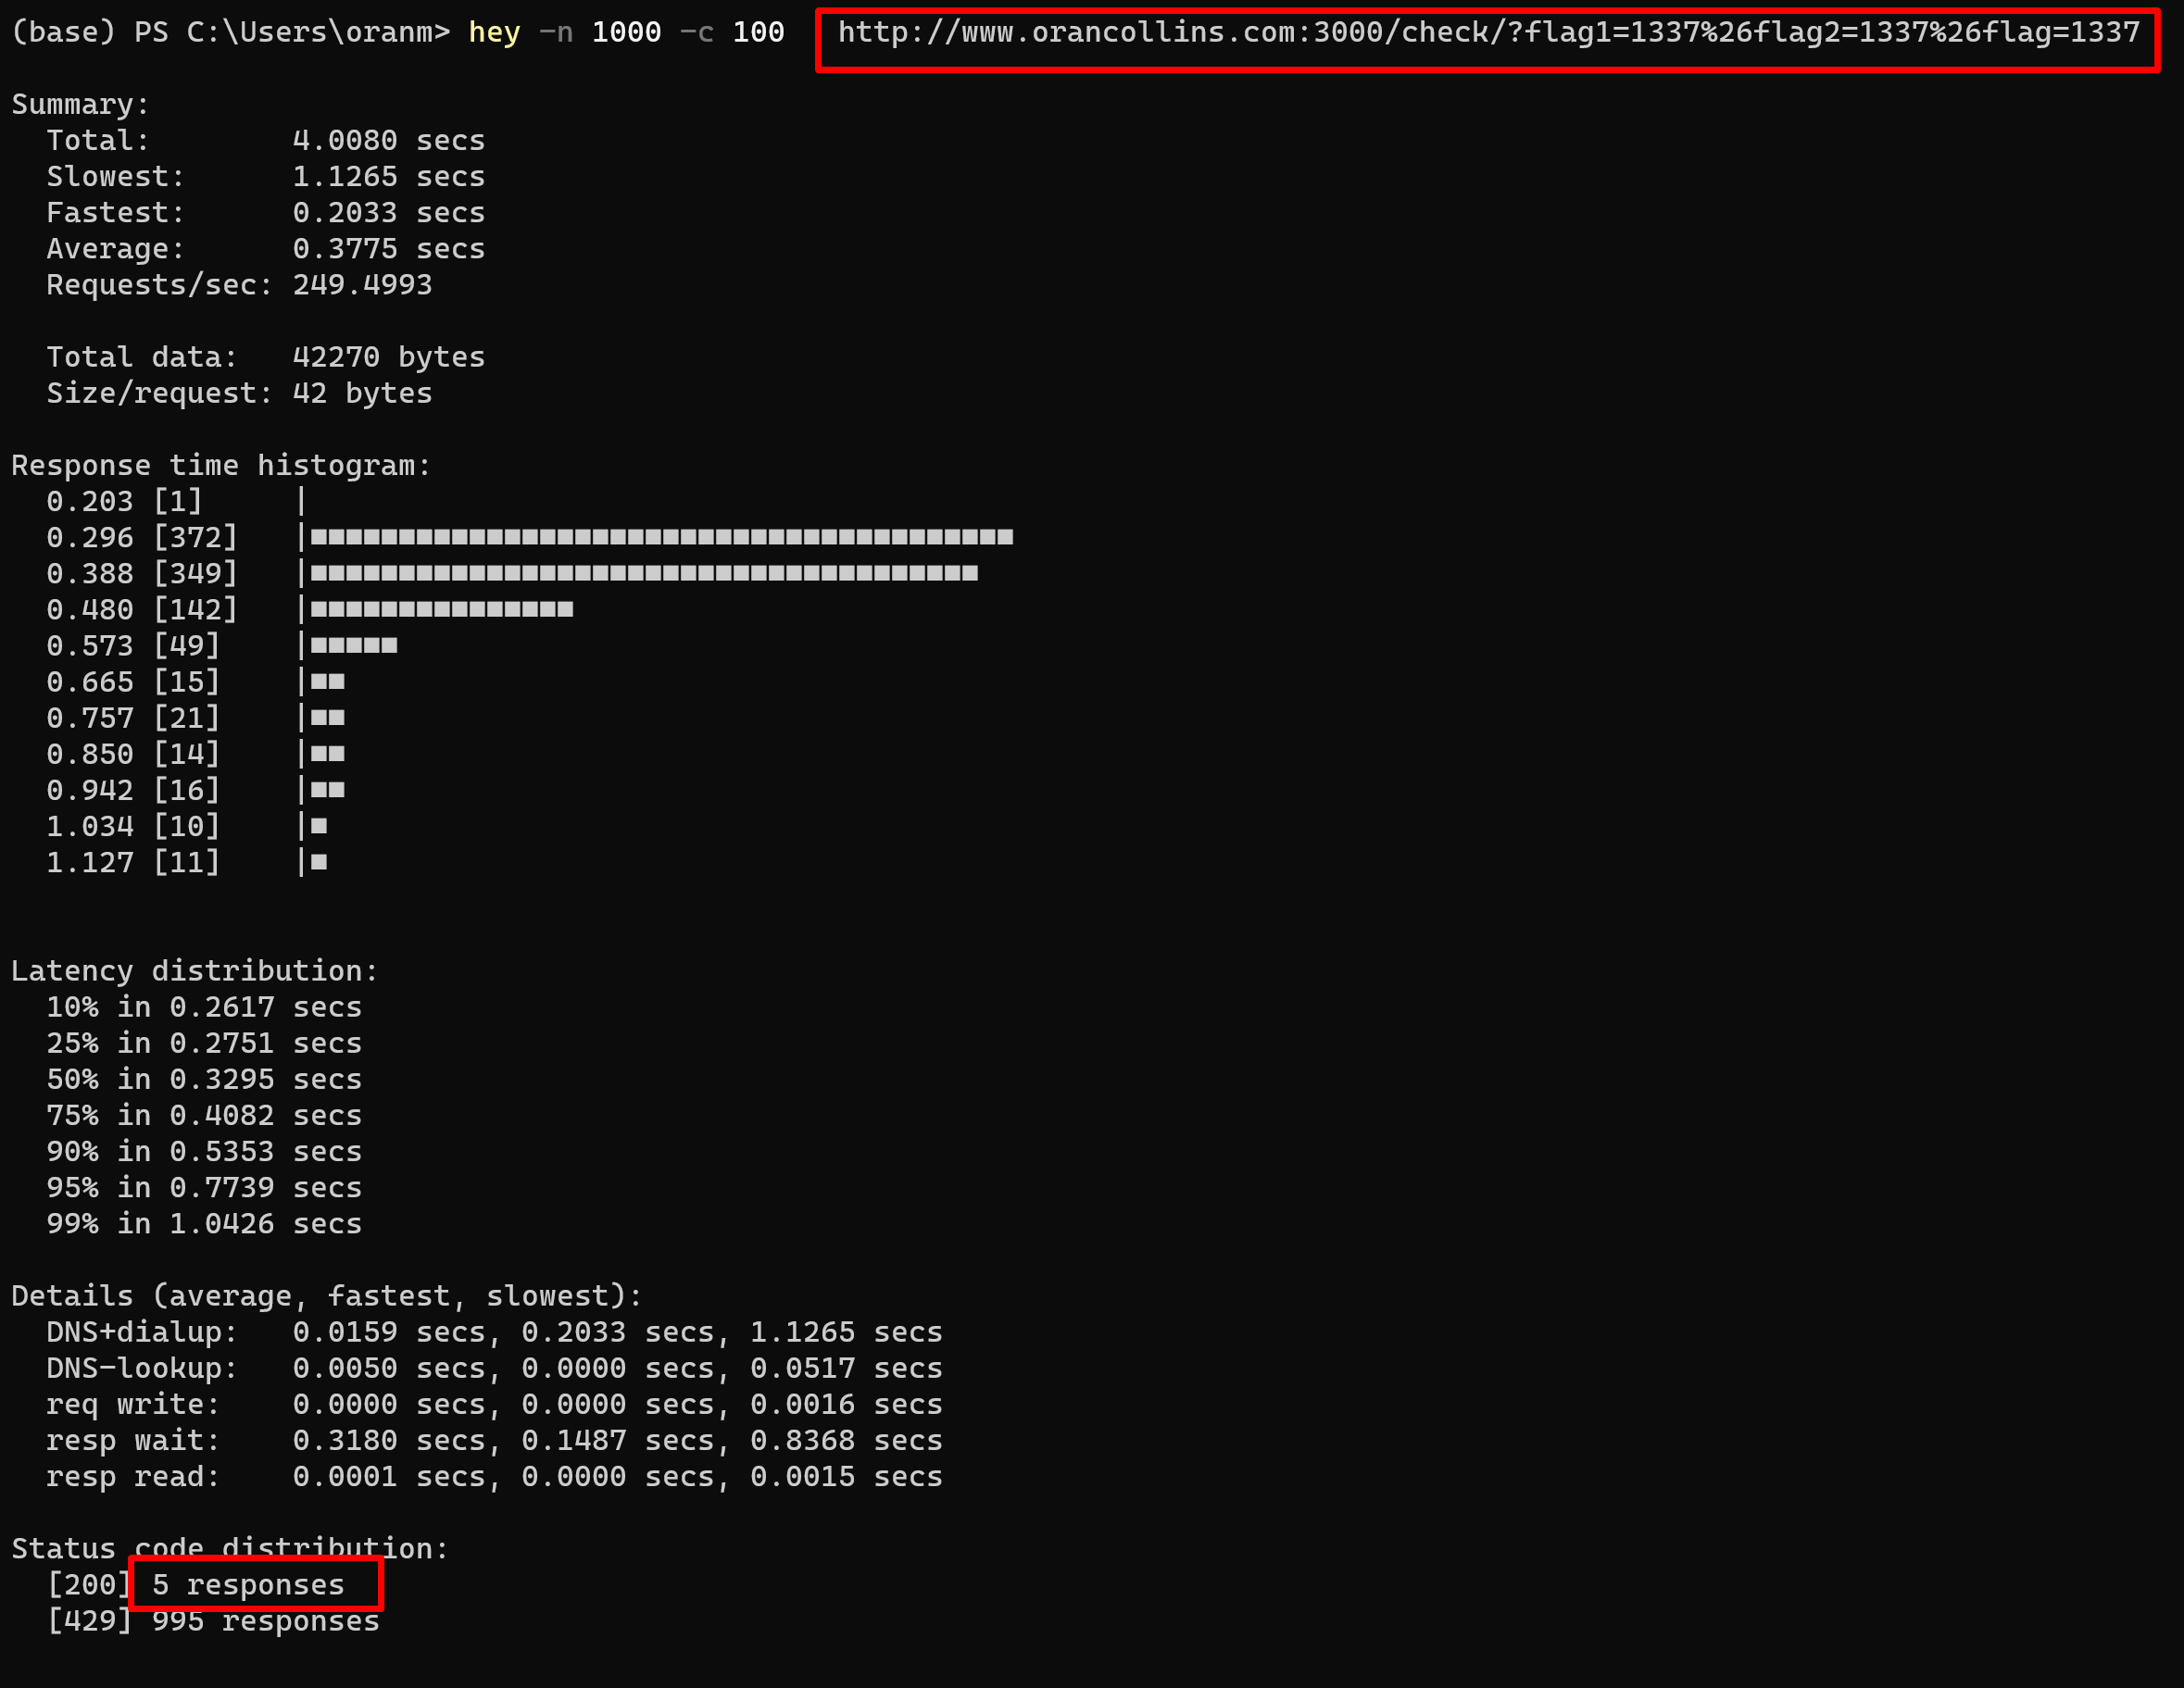 (base) PS C:\Users\oranm> hey -n 1000 -c 100   http://www.orancollins.com:3000/check/?flag1=1337%26flag2=1337%26flag=1337
Summary:
  Total:        4.0080 secs
  Slowest:      1.1265 secs
  Fastest:      0.2033 secs
  Average:      0.3775 secs
  Requests/sec: 249.4993
  Total data:   42270 bytes
  Size/request: 42 bytes
Response time histogram:
  0.203 [1]     |
  0.296 [372]   |■■■■■■■■■■■■■■■■■■■■■■■■■■■■■■■■■■■■■■■■
  0.388 [349]   |■■■■■■■■■■■■■■■■■■■■■■■■■■■■■■■■■■■■■■
  0.480 [142]   |■■■■■■■■■■■■■■■
  0.573 [49]    |■■■■■
  0.665 [15]    |■■
  0.757 [21]    |■■
  0.850 [14]    |■■
  0.942 [16]    |■■
  1.034 [10]    |■
  1.127 [11]    |■
Latency distribution:
  10% in 0.2617 secs
  25% in 0.2751 secs
  50% in 0.3295 secs
  75% in 0.4082 secs
  90% in 0.5353 secs
  95% in 0.7739 secs
  99% in 1.0426 secs
Details (average, fastest, slowest):
  DNS+dialup:   0.0159 secs, 0.2033 secs, 1.1265 secs
  DNS-lookup:   0.0050 secs, 0.0000 secs, 0.0517 secs
  req write:    0.0000 secs, 0.0000 secs, 0.0016 secs
  resp wait:    0.3180 secs, 0.1487 secs, 0.8368 secs
  resp read:    0.0001 secs, 0.0000 secs, 0.0015 secs
Status code distribution:
  [200] 5 responses
  [429] 995 responses